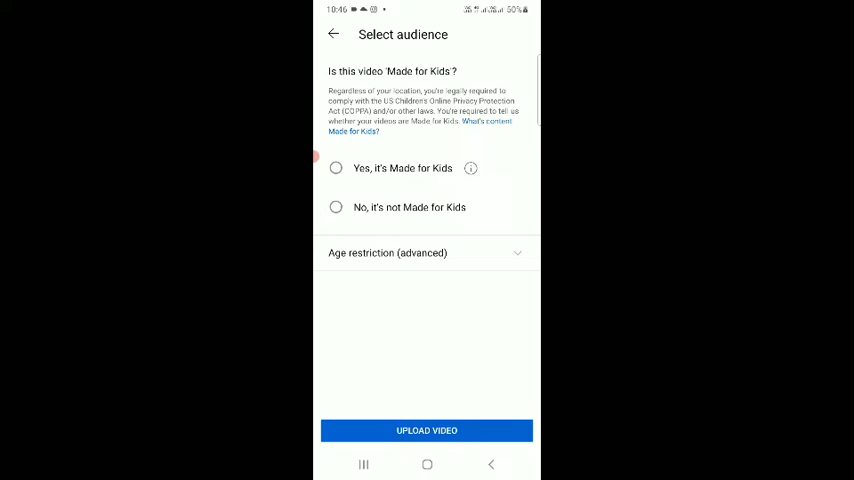 10:46
50%
Select audience
Is this video 'Made for Kids'?
Regardless of your location, you're legally required to
comply with the US Children's Online Privacy Protection
Act (COPPA) and/or other laws. You're required to tell us
whether your videos are Made for Kids. What's content
Made for Kids?
Yes, it's Made for Kids
No, it's not Made for Kids
Age restriction (advanced)
UPLOAD VIDEO